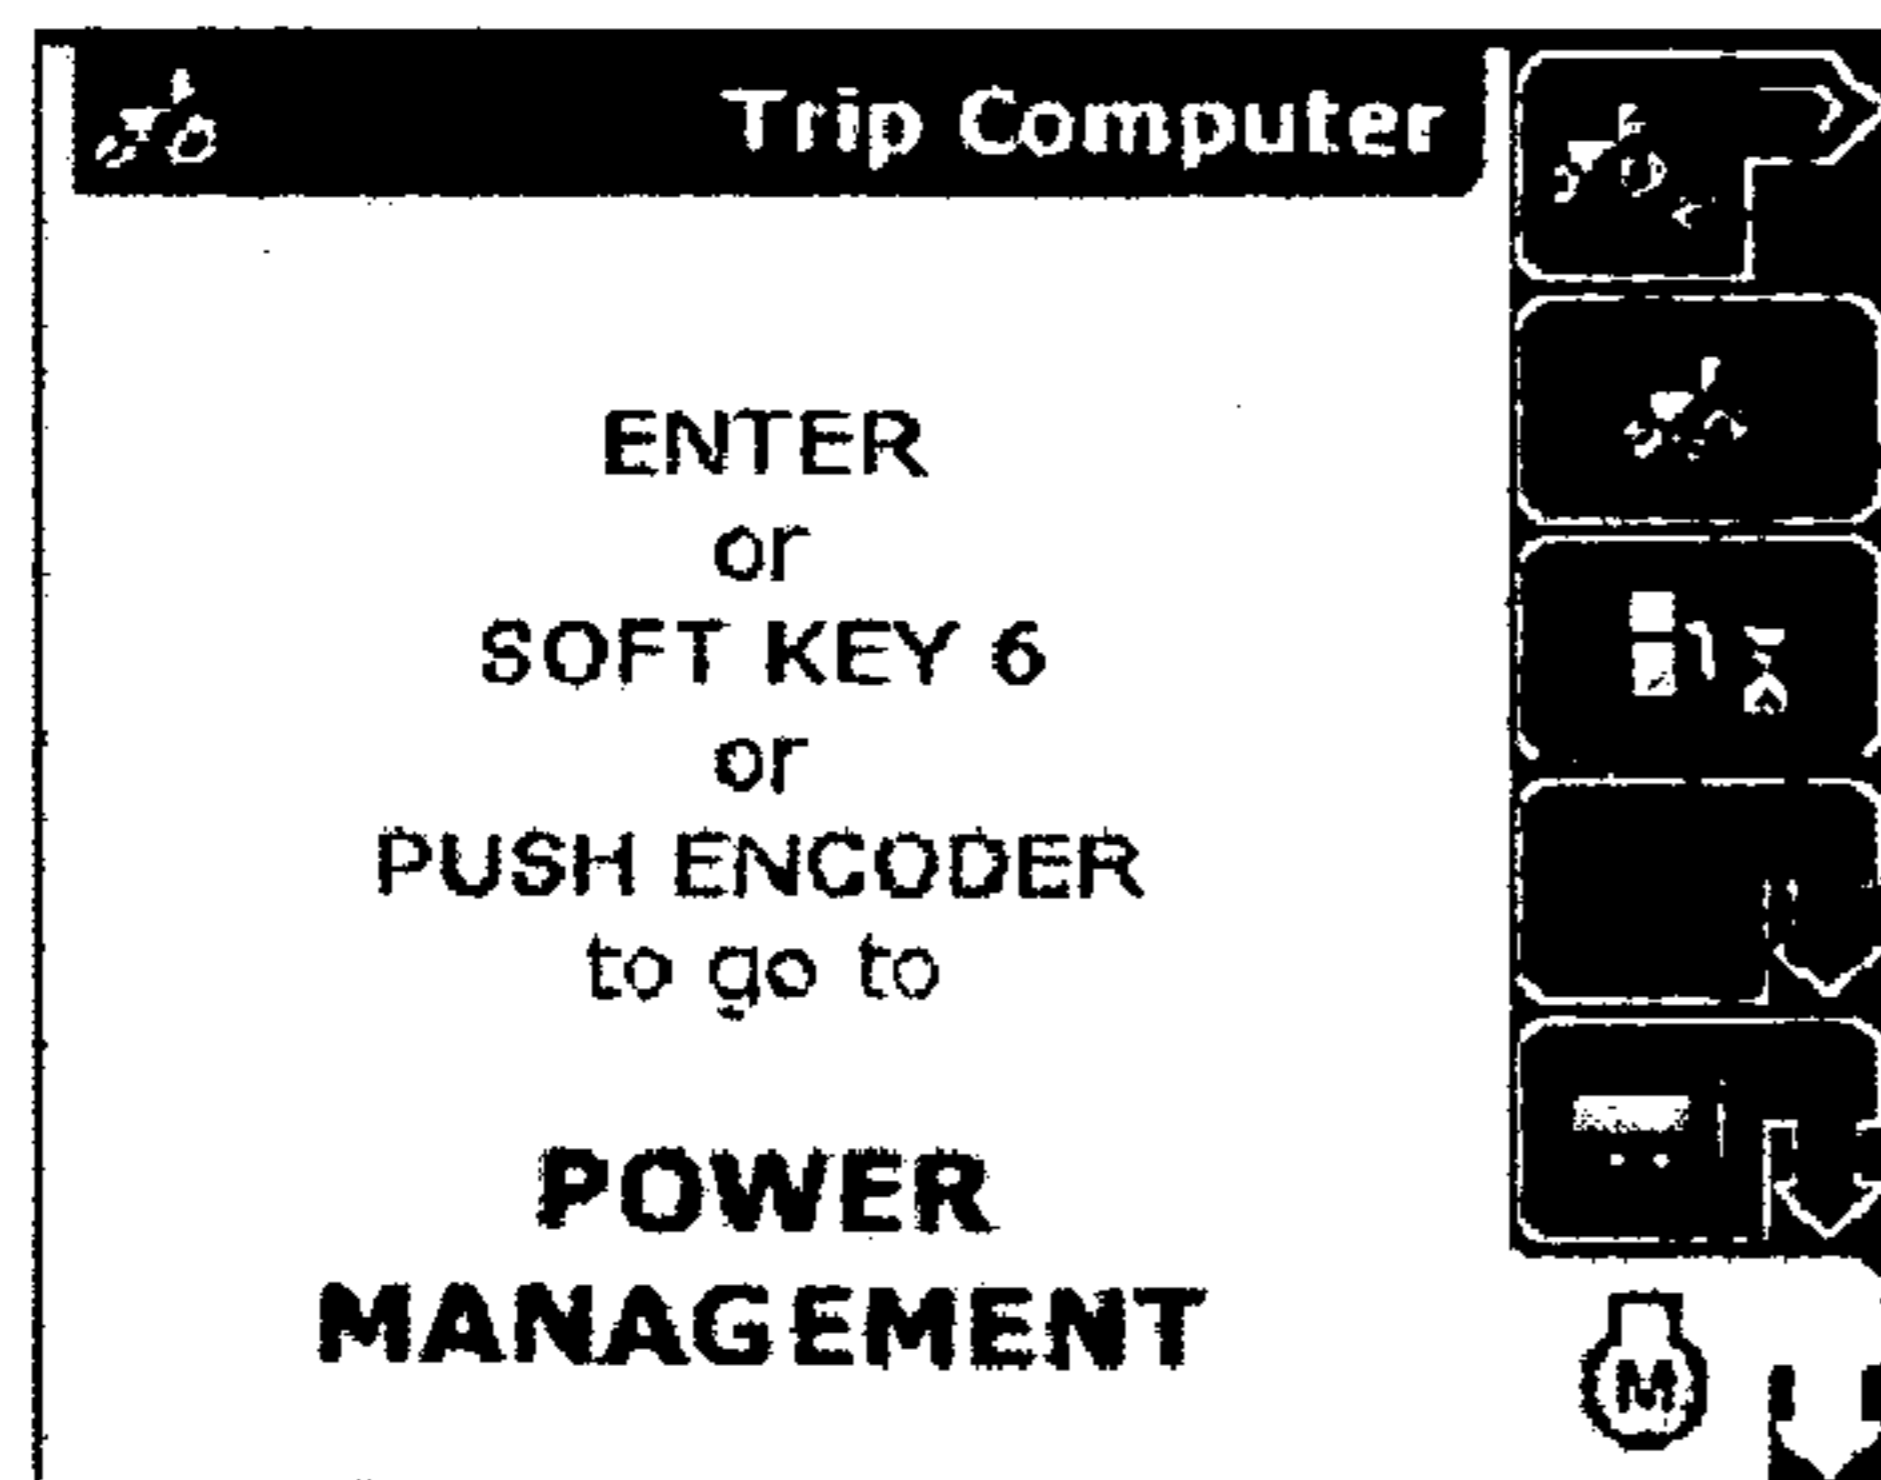 Trip Computer
ENTER
or
SOFT KEY 6
or
PUSH ENCODER
to go to
POWER
MANAGEMENT
M